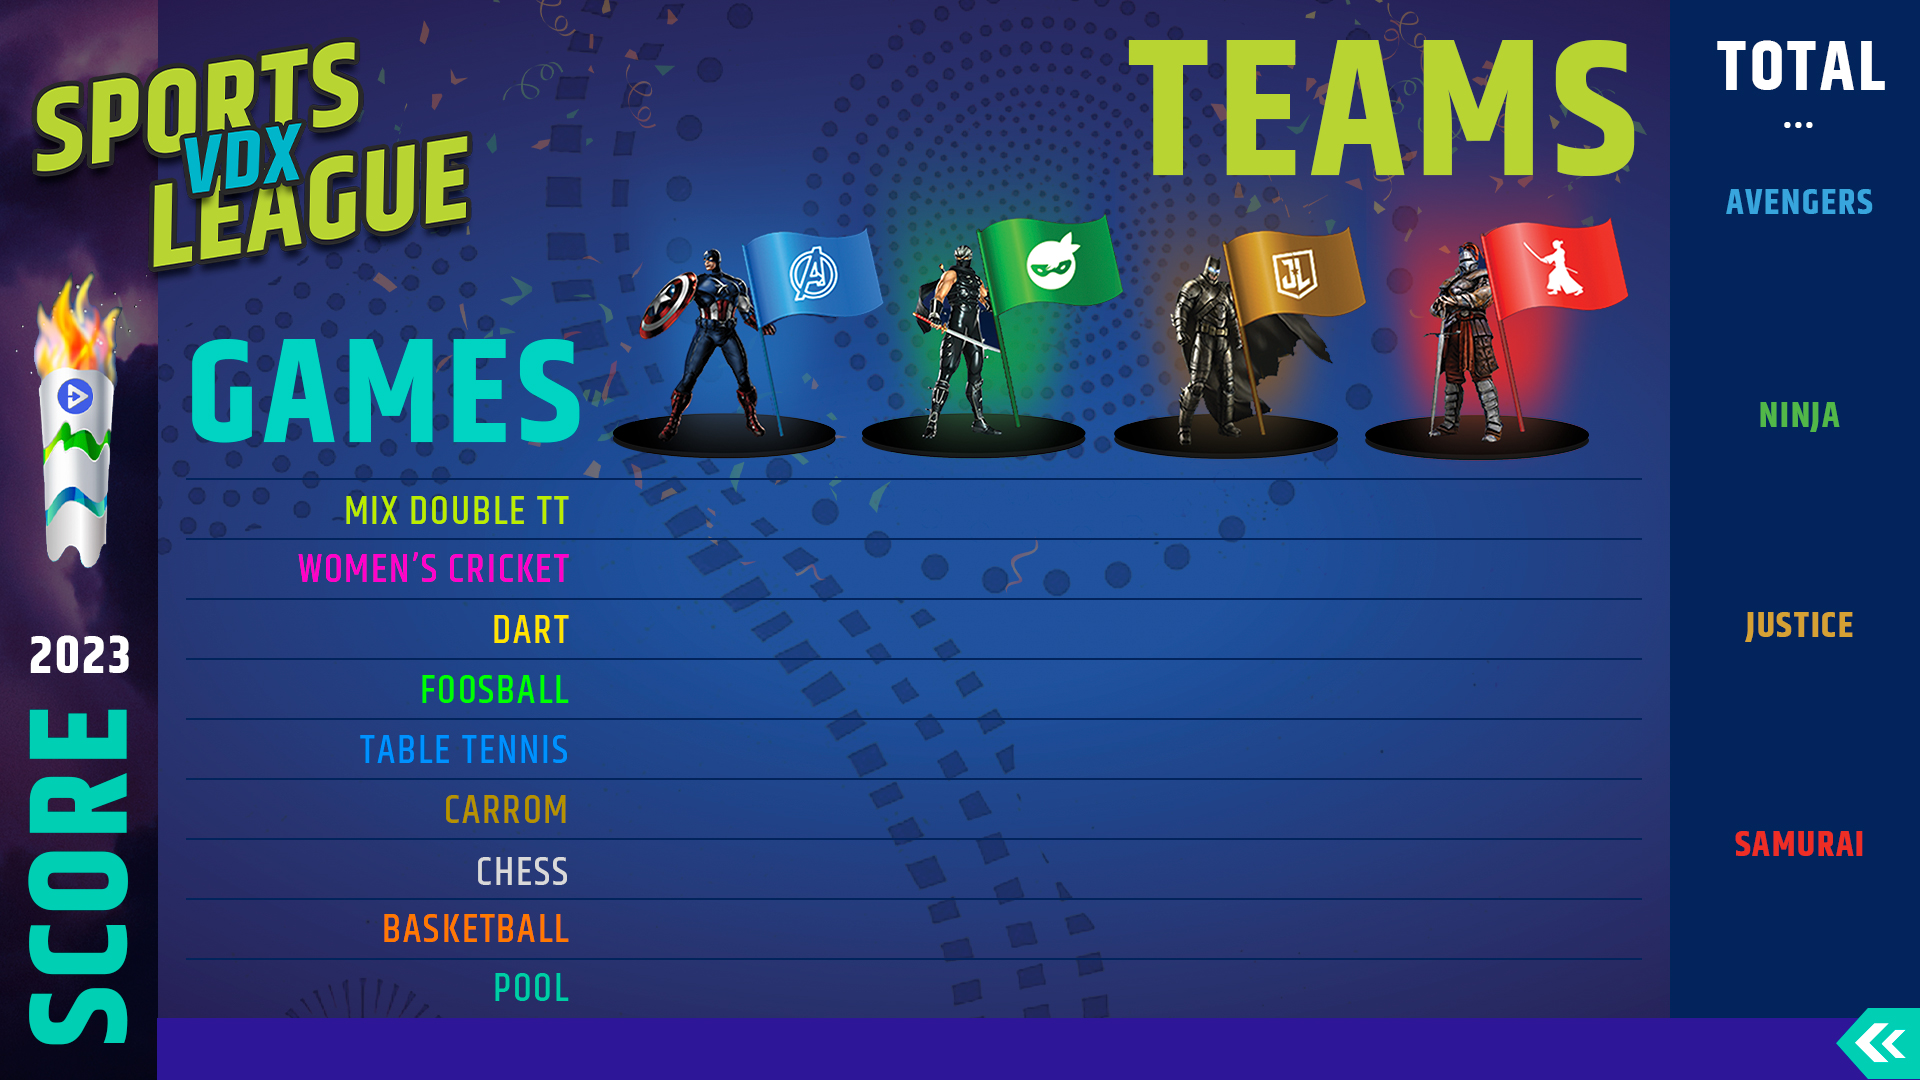 SPORTS
VDX
LEAGUE
TEAMS
TOTAL
...
AVENGERS
NINJA
JUSTICE
SAMURAI
A
JL
GAMES
MIX DOUBLE TT
WOMEN’S CRICKET
DART
FOOSBALL
TABLE TENNIS
CARROM
CHESS
BASKETBALL
POOL
2023
SCORE